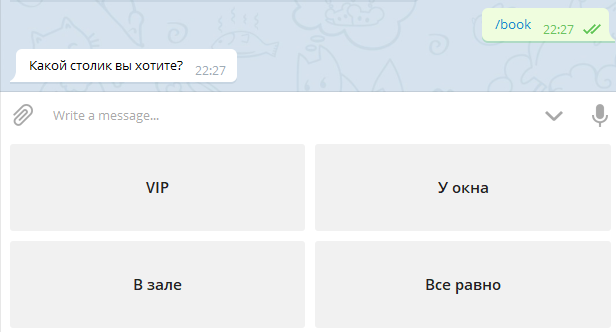 /book 22:27
Какой столик вы хотите? 22:27
Write a message...
VIP У окна
В зале Все равно